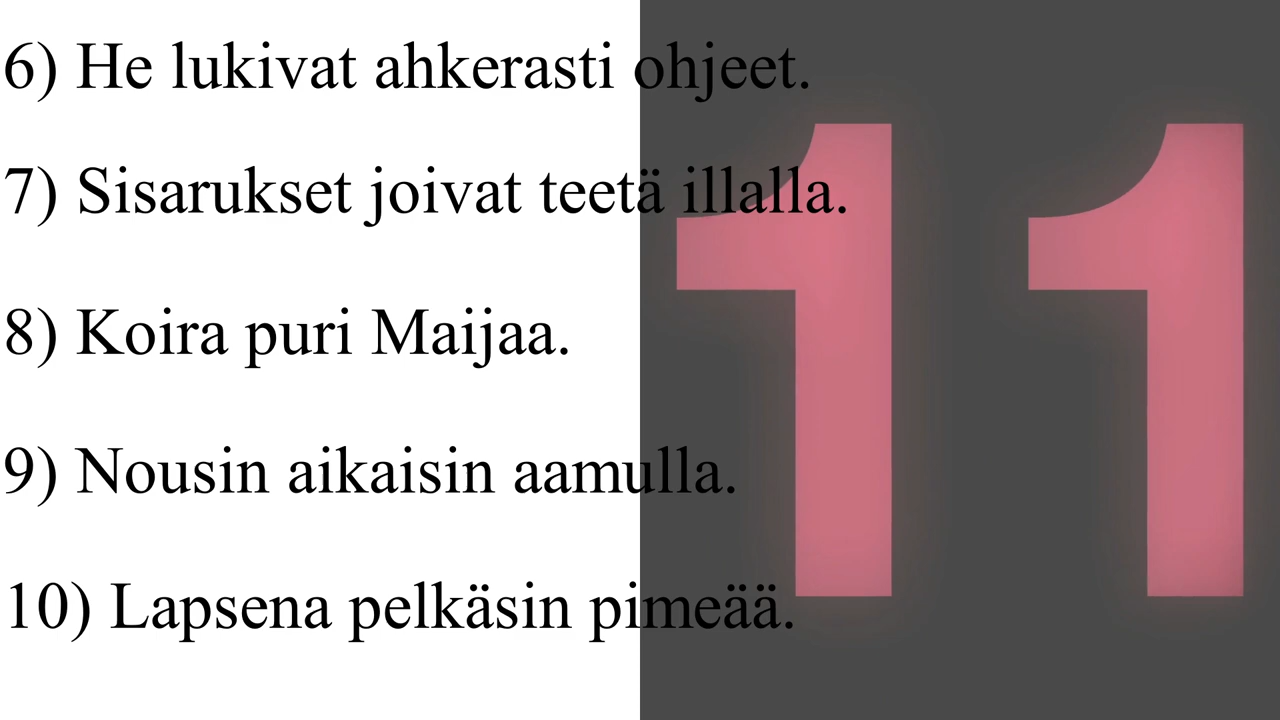 6) He lukivat ahkerasti ohjeet.
7) Sisarukset joivat teetä illalla.
8) Koira puri Maijaa.
9) Nousin aikaisin aamulla.
10) Lapsena pelkäsin pimeää.
11